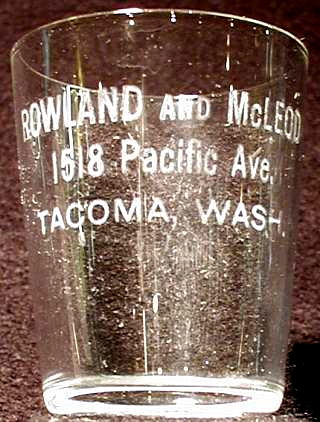 ROWLAND AND McLEOD
1518 Pacific Ave.
TACOMA, WASH.